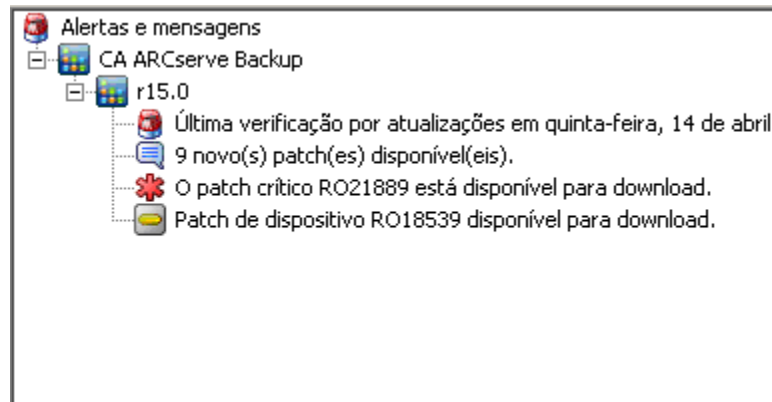 Alertas e mensagens
CA ARCserve Backup
r15.0
Última verificação por atualizações em quinta-feira, 14 de abril
9 novo(s) patch(es) disponível(eis).
O patch crítico RO21889 está disponível para download.
Patch de dispositivo RO18539 disponível para download.